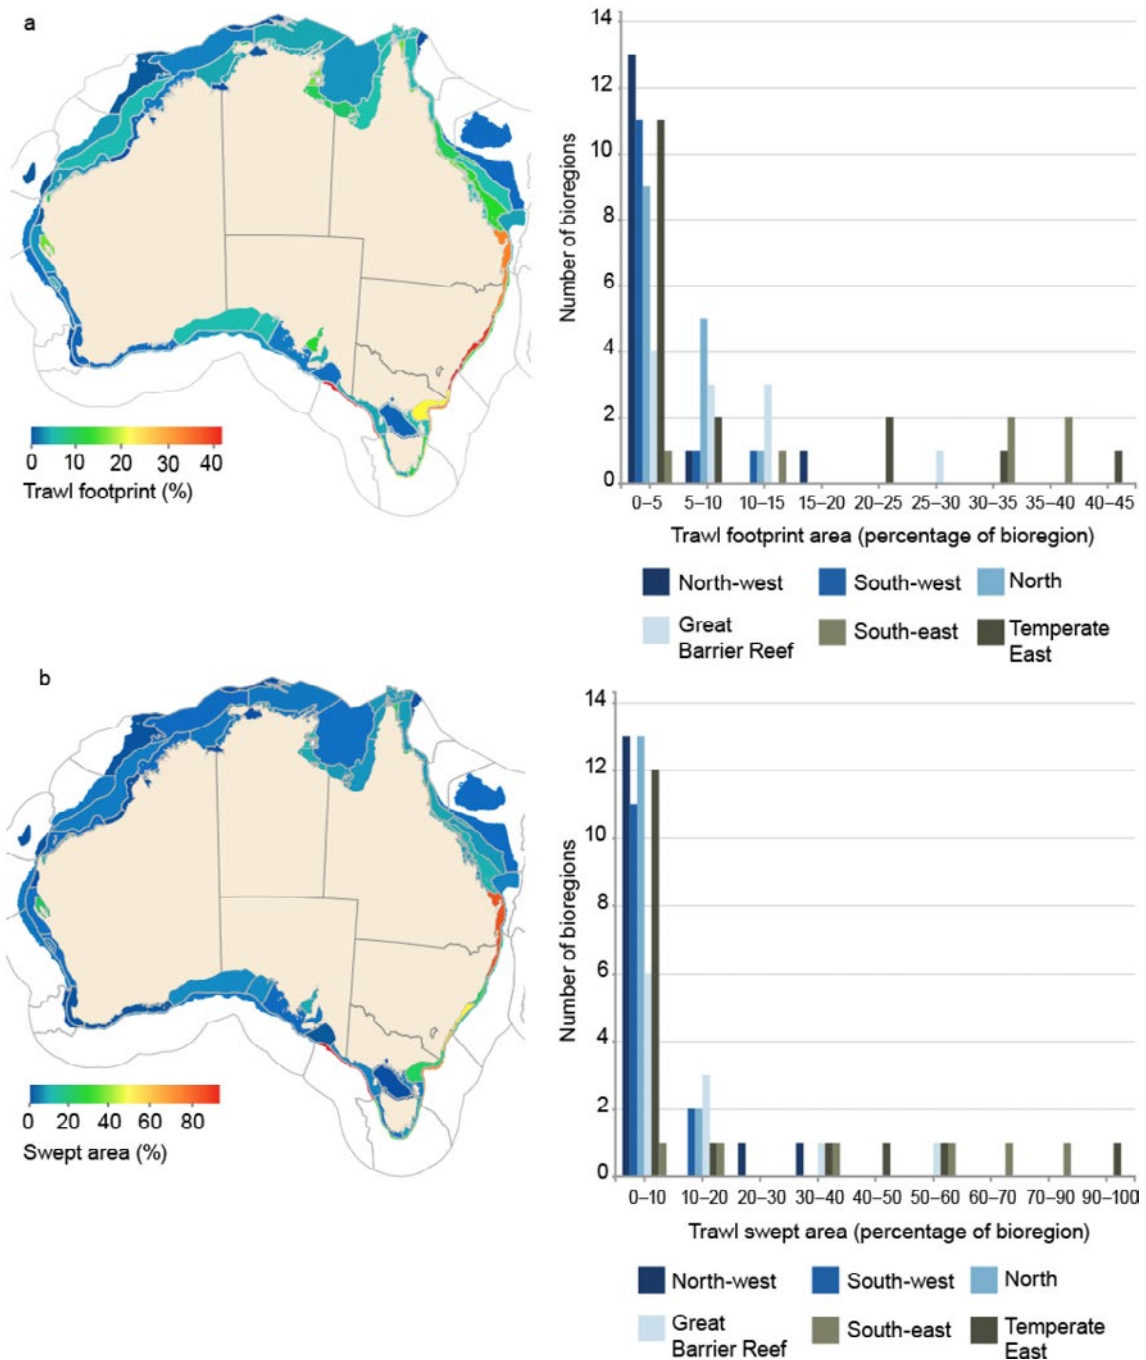 a
0 10 20 30 40
Trawl footprint (%)
14
12
10
8
6
4
2
0
Number of bioregions
0–5 5–10 10–15 15–20 20–25 25–30 30–35 35–40 40–45
Trawl footprint area (percentage of bioregion)
North-west South-west North
Great
Barrier Reef South-east Temperate
East
b
0 20 40 60 80
Swept area (%)
14
12
10
8
6
4
2
0
Number of bioregions
0–10 10–20 20–30 30–40 40–50 50–60 60–70 70–90 90–100
Trawl swept area (percentage of bioregion)
North-west South-west North
Great
Barrier Reef South-east Temperate
East